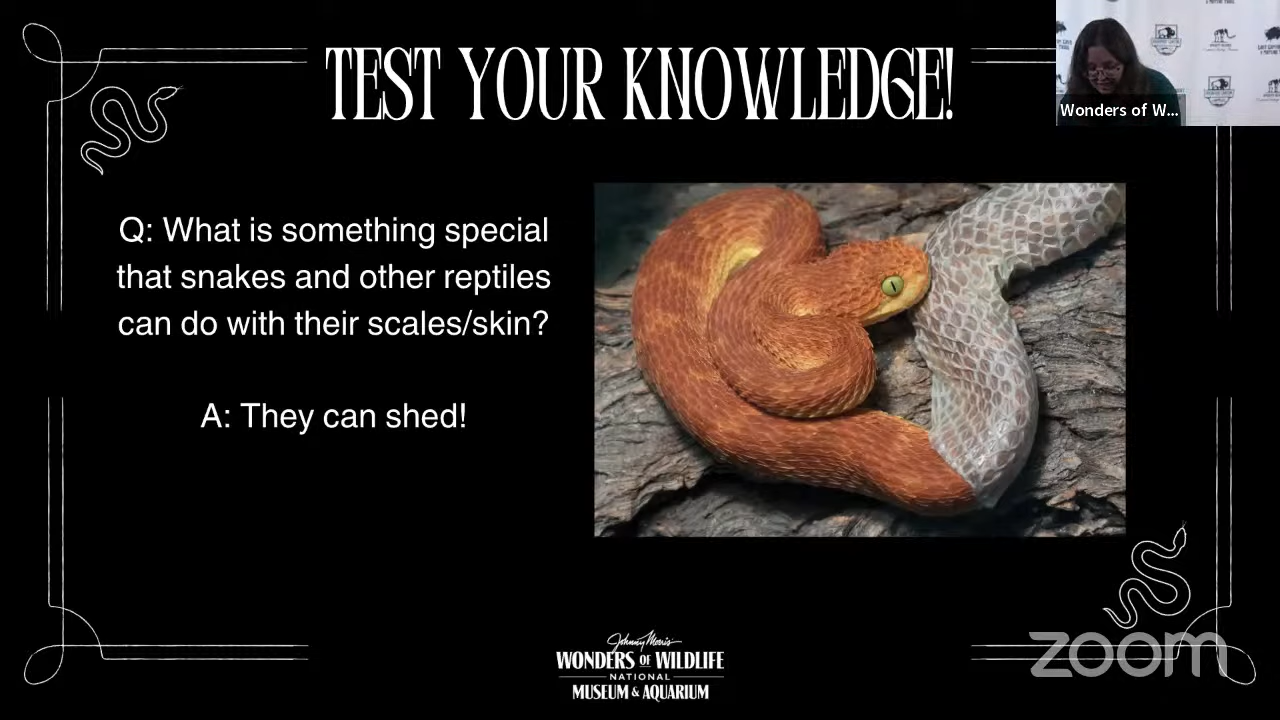 TEST YOUR KNOWLEDGE!
Wonders of W...
Q: What is something special
that snakes and other reptiles
can do with their scales/skin?
A: They can shed!
Johnny Morris'
WONDERS OF WILDLIFE
NATIONAL
MUSEUM & AQUARIUM
zoom